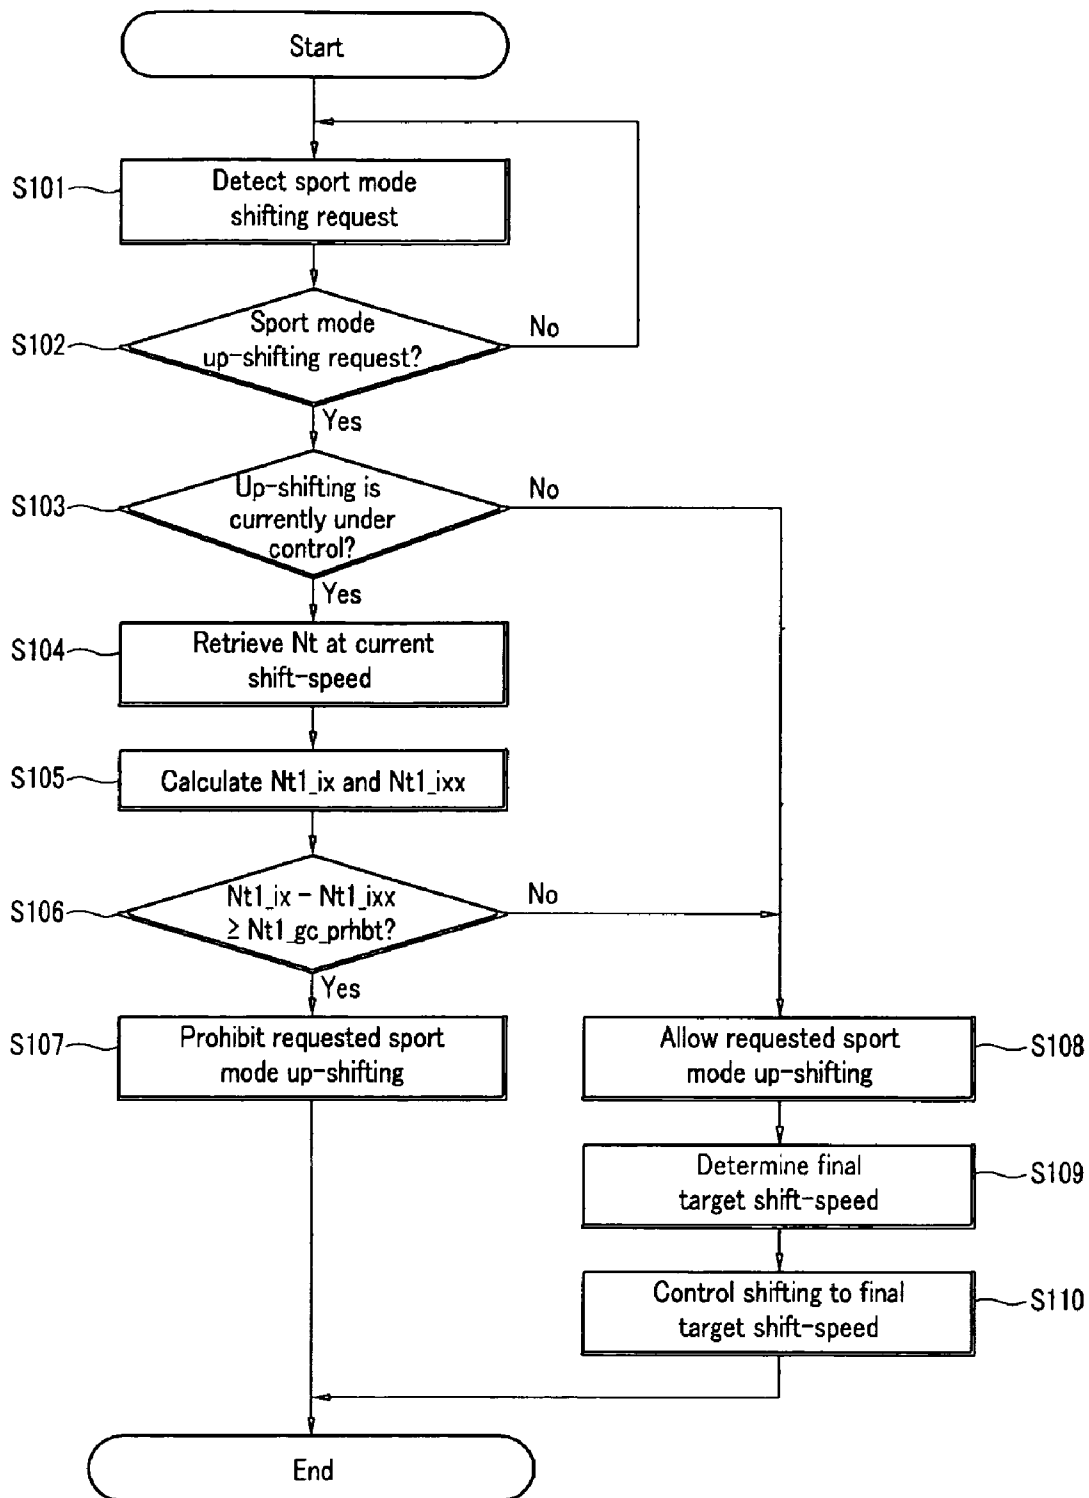 Start
S101
Detect sport mode
shifting request
S102
Sport mode
up-shifting request?
No
Yes
S103
Up-shifting is
currently under
control?
No
Yes
S104
Retrieve Nt at current
shift-speed
S105
Calculate Nt1_ix and Nt1_ixx
S106
Nt1_ix - Nt1_ixx
≥ Nt1_gc_prhbt?
No
Yes
S107
Prohibit requested sport
mode up-shifting
Allow requested sport
mode up-shifting
S108
Determine final
target shift-speed
S109
Control shifting to final
target shift-speed
S110
End